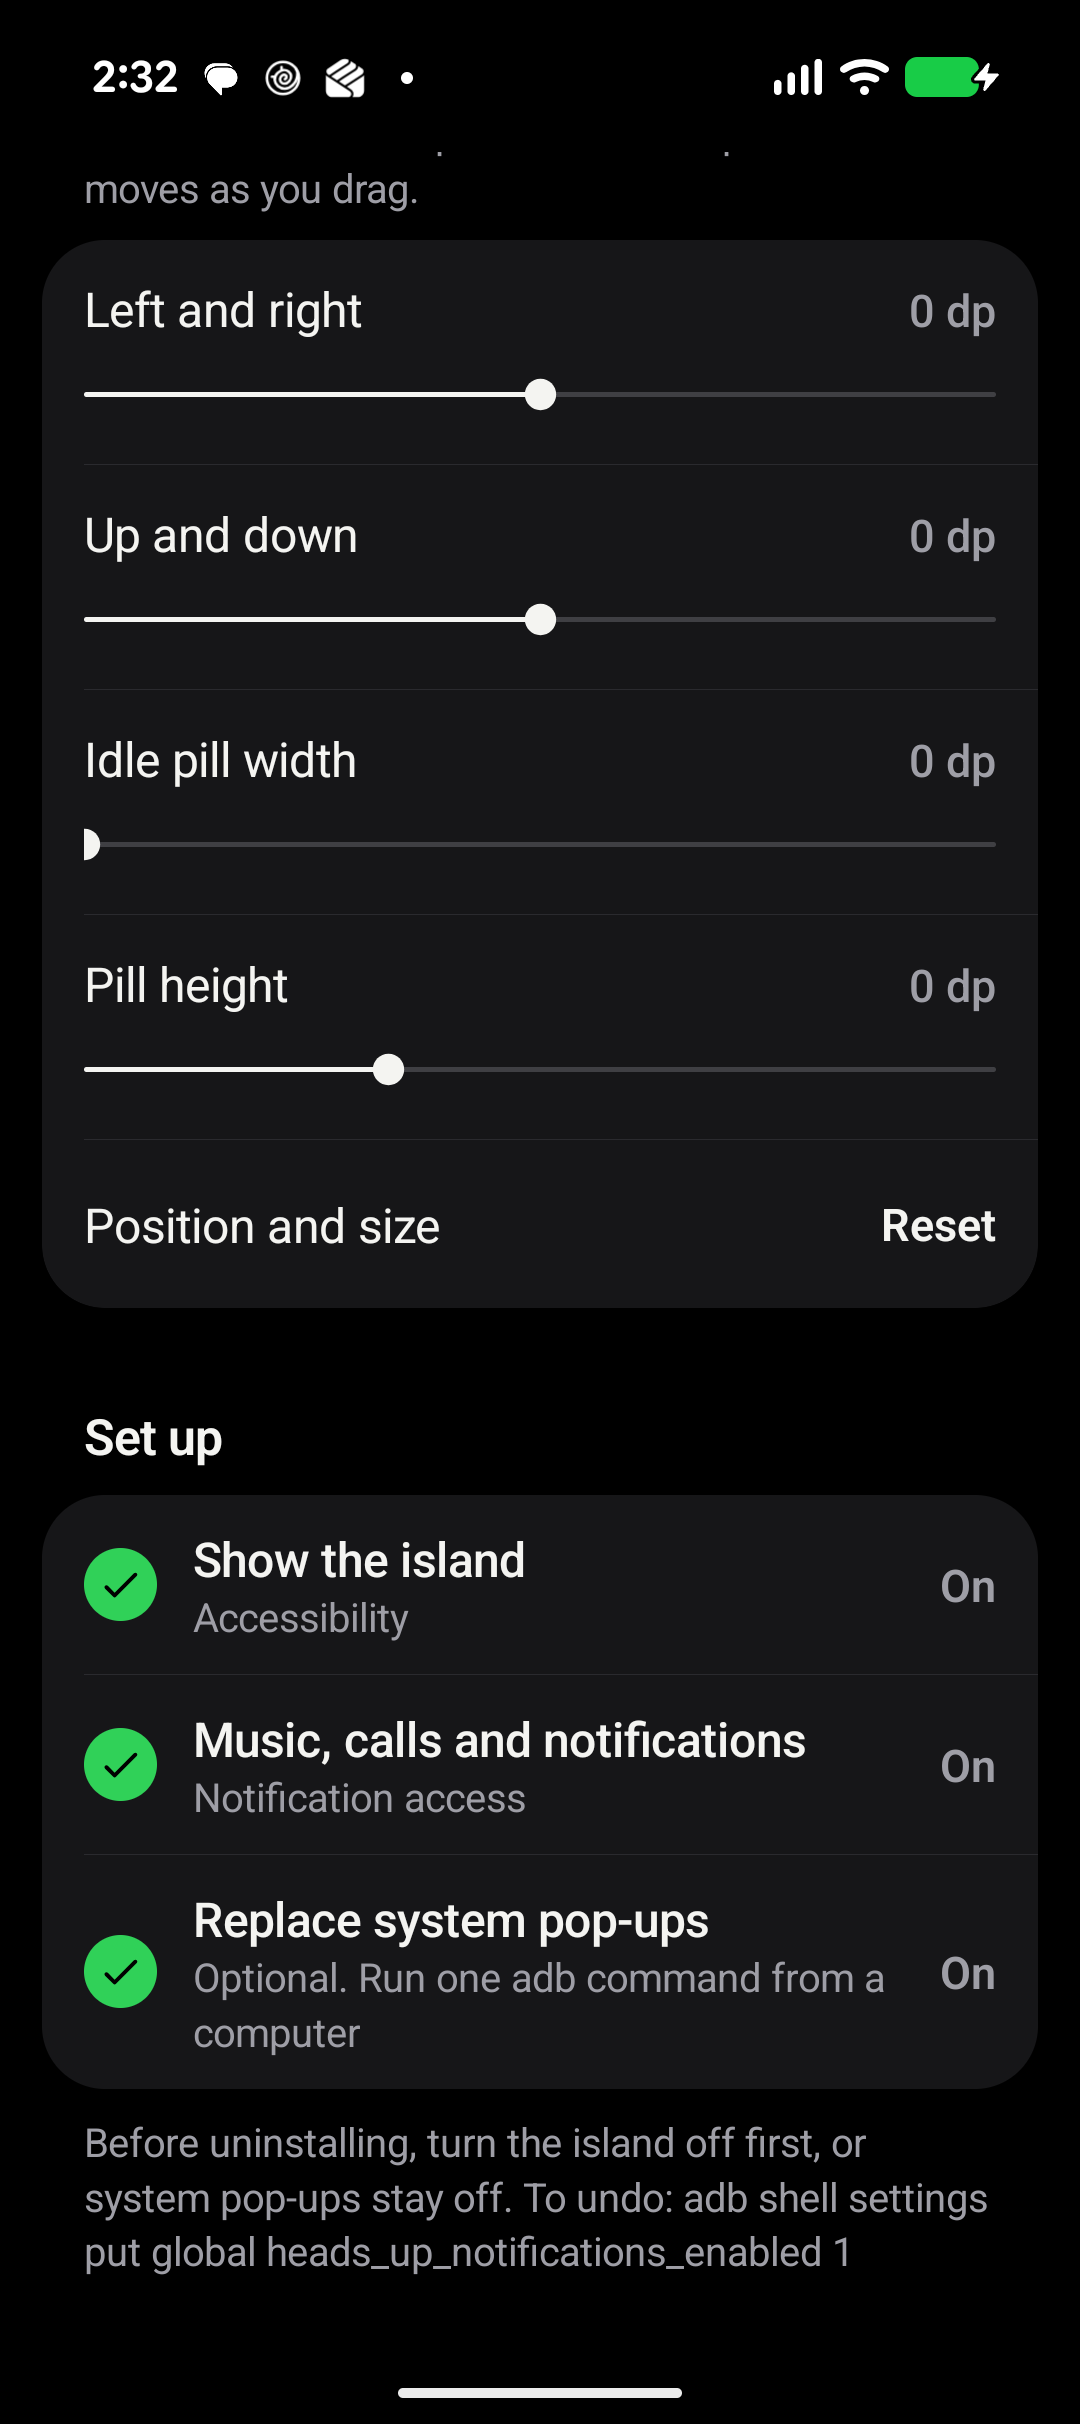 2:32
moves as you drag.
Left and right
0 dp
Up and down
0 dp
Idle pill width
0 dp
Pill height
0 dp
Position and size
Reset
Set up
Show the island
Accessibility
On
Music, calls and notifications
Notification access
On
Replace system pop-ups
Optional. Run one adb command from a
computer
On
Before uninstalling, turn the island off first, or
system pop-ups stay off. To undo: adb shell settings
put global heads_up_notifications_enabled 1